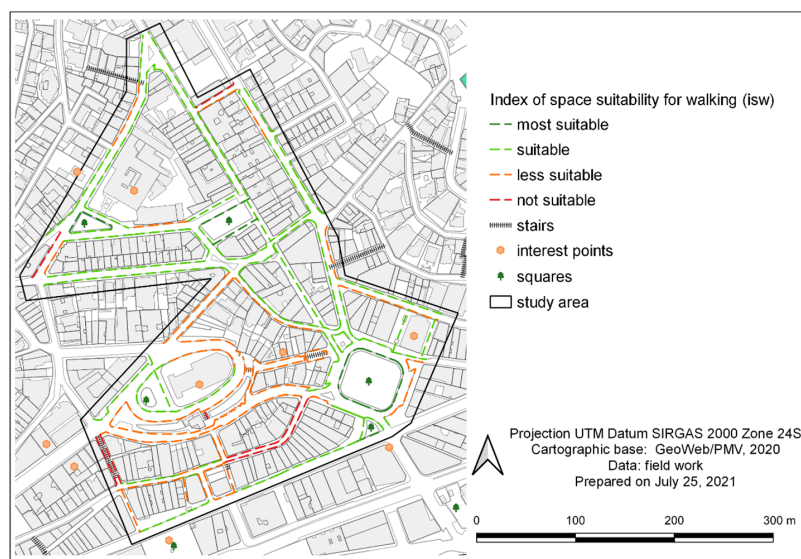 Index of space suitability for walking (isw)
most suitable
suitable
less suitable
not suitable
stairs
interest points
squares
study area
Projection UTM Datum SIRGAS 2000 Zone 24S
Cartographic base: GeoWeb/PMV, 2020
Data: field work
Prepared on July 25, 2021
0 100 200 300 m